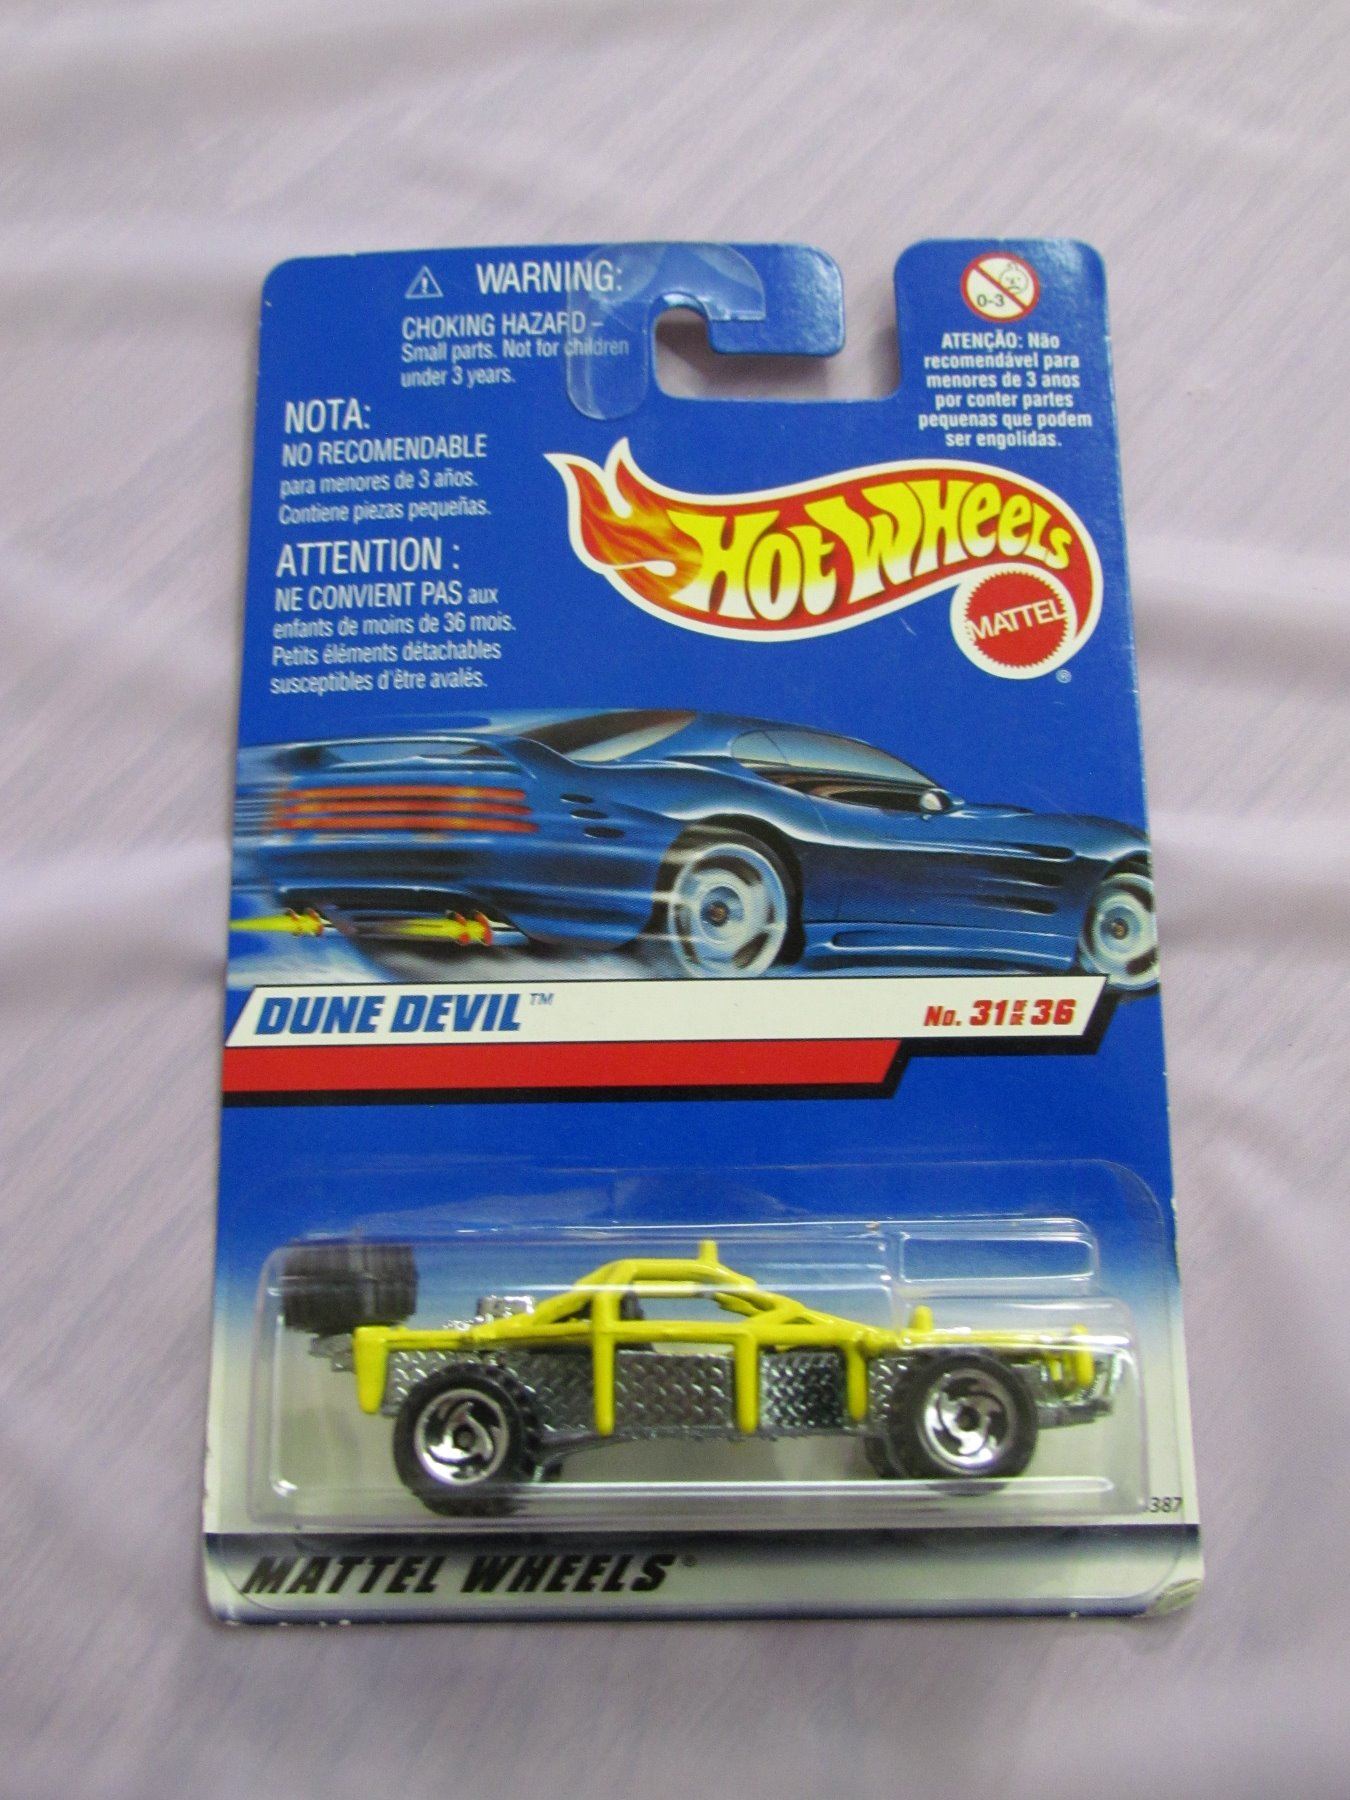 WARNING:
CHOKING HAZARD –
Small parts. Not for children
under 3 years.
NOTA:
NO RECOMENDABLE
para menores de 3 años.
Contiene piezas pequeñas.
ATTENTION :
NE CONVIENT PAS aux
enfants de moins de 36 mois.
Petits éléments détachables
susceptibles d'être avalés.
0-3
ATENÇÃO: Não
recomendável para
menores de 3 anos
por conter partes
pequenas que podem
ser engolidas.
HOT WHEELS
MATTEL
®
DUNE DEVIL™
No. 31 OF DE 36
387
MATTEL WHEELS®